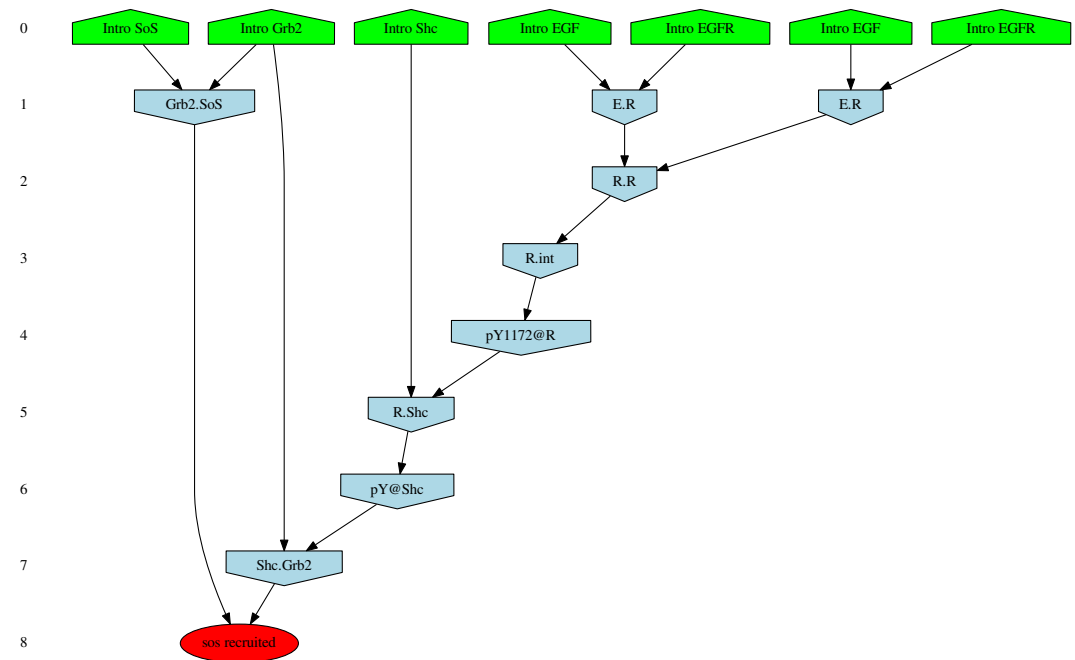 0 Intro SoS Intro Grb2 Intro Shc Intro EGF Intro EGFR Intro EGF Intro EGFR
1 Grb2.SoS E.R E.R
2 R.R
3 R.int
4 pY1172@R
5 R.Shc
6 pY@Shc
7 Shc.Grb2
8 sos recruited